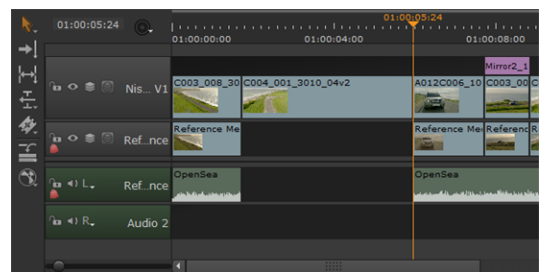 01:00:05:24
01:00:05:24
01:00:00:00 01:00:04:00 01:00:08:00
Mirror2_1
Nis... V1 C003_008_30 C004_001_3010_04v2 A012C006_10 C003_00 C
Ref...nce Reference Me Reference Me Referenc R
L Ref...nce OpenSea OpenSea
R Audio 2